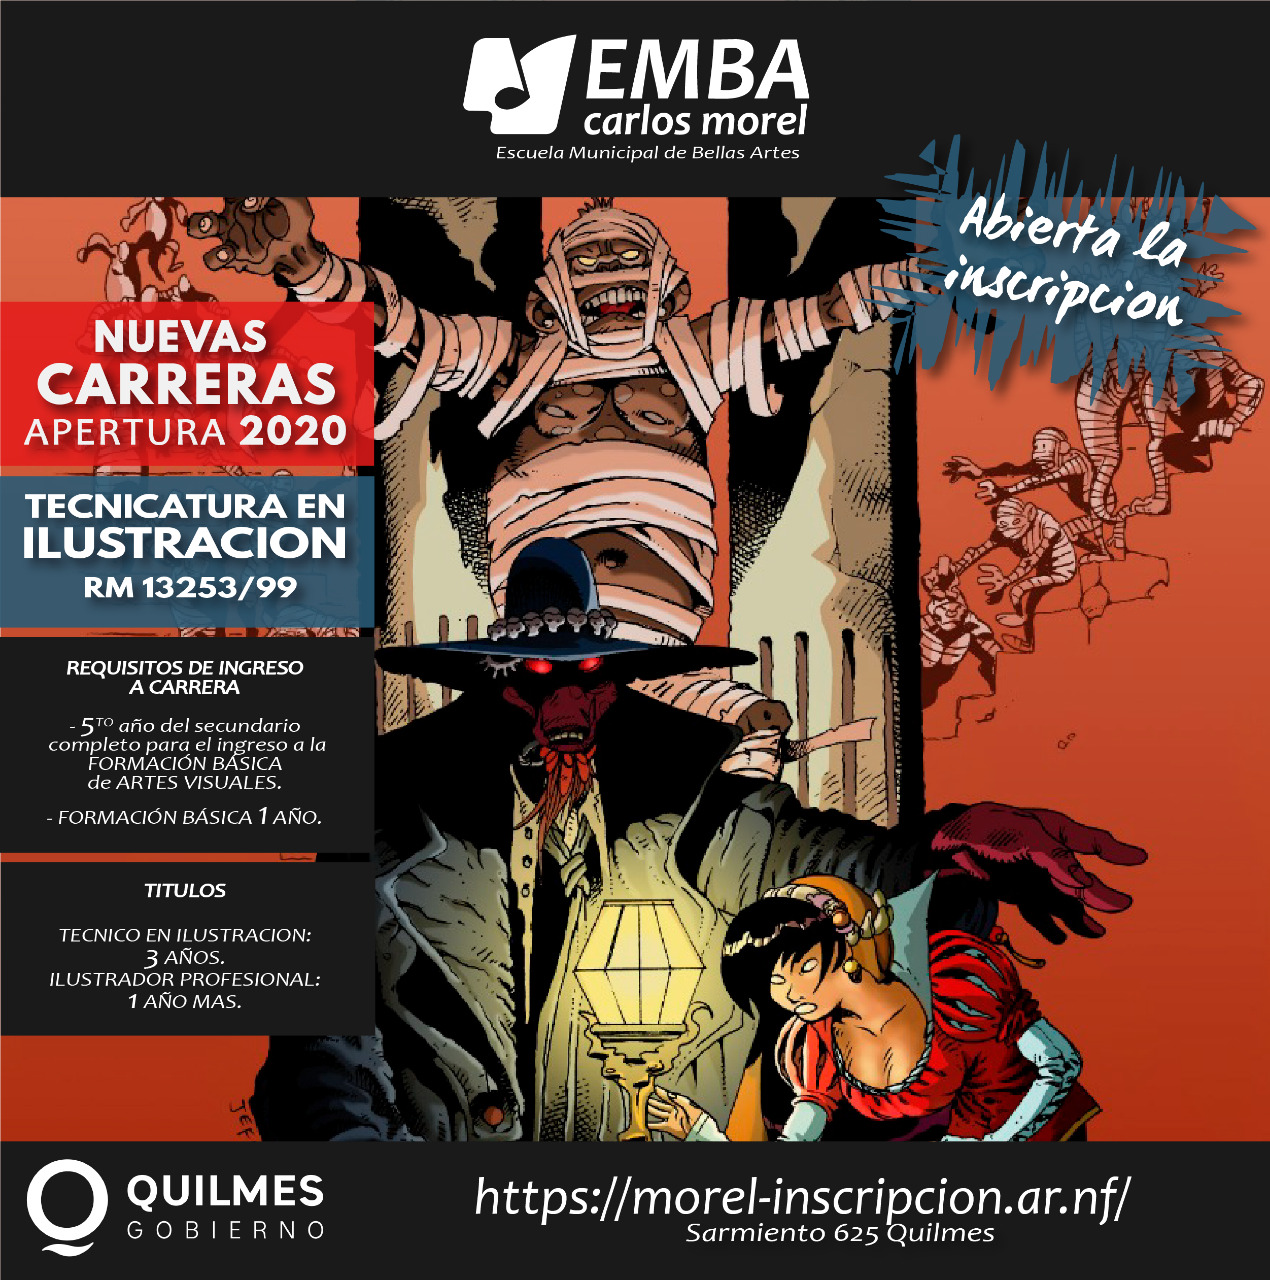 EMBA
carlos morel
Escuela Municipal de Bellas Artes
Abierta la
inscripcion
NUEVAS
CARRERAS
APERTURA 2020
TECNICATURA EN
ILUSTRACION
RM 13253/99
REQUISITOS DE INGRESO
A CARRERA
- 5TO año del secundario
completo para el ingreso a la
FORMACIÓN BÁSICA
de ARTES VISUALES.
- FORMACIÓN BÁSICA 1 AÑO.
TITULOS
TECNICO EN ILUSTRACION:
3 AÑOS.
ILUSTRADOR PROFESIONAL:
1 AÑO MAS.
QUILMES
GOBIERNO
https://morel-inscripcion.ar.nf/
Sarmiento 625 Quilmes